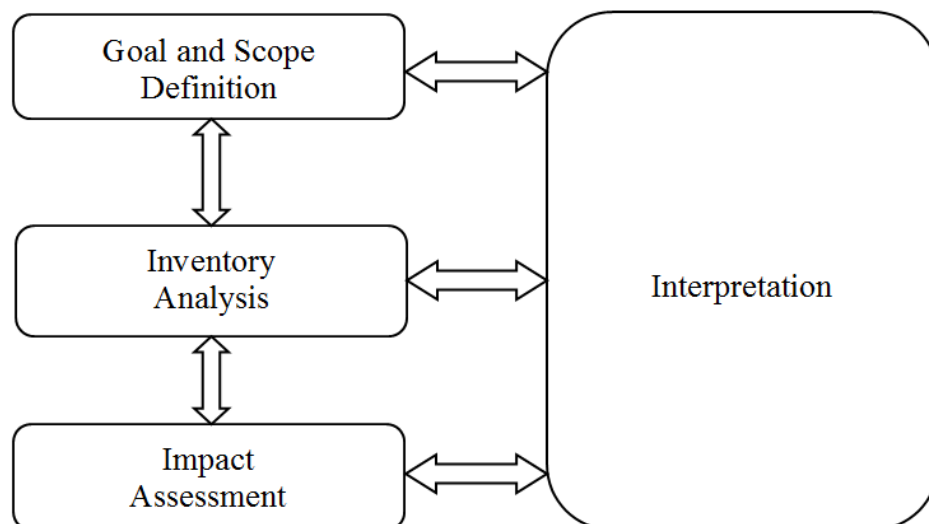 Goal and Scope
Definition
Inventory
Analysis
Interpretation
Impact
Assessment